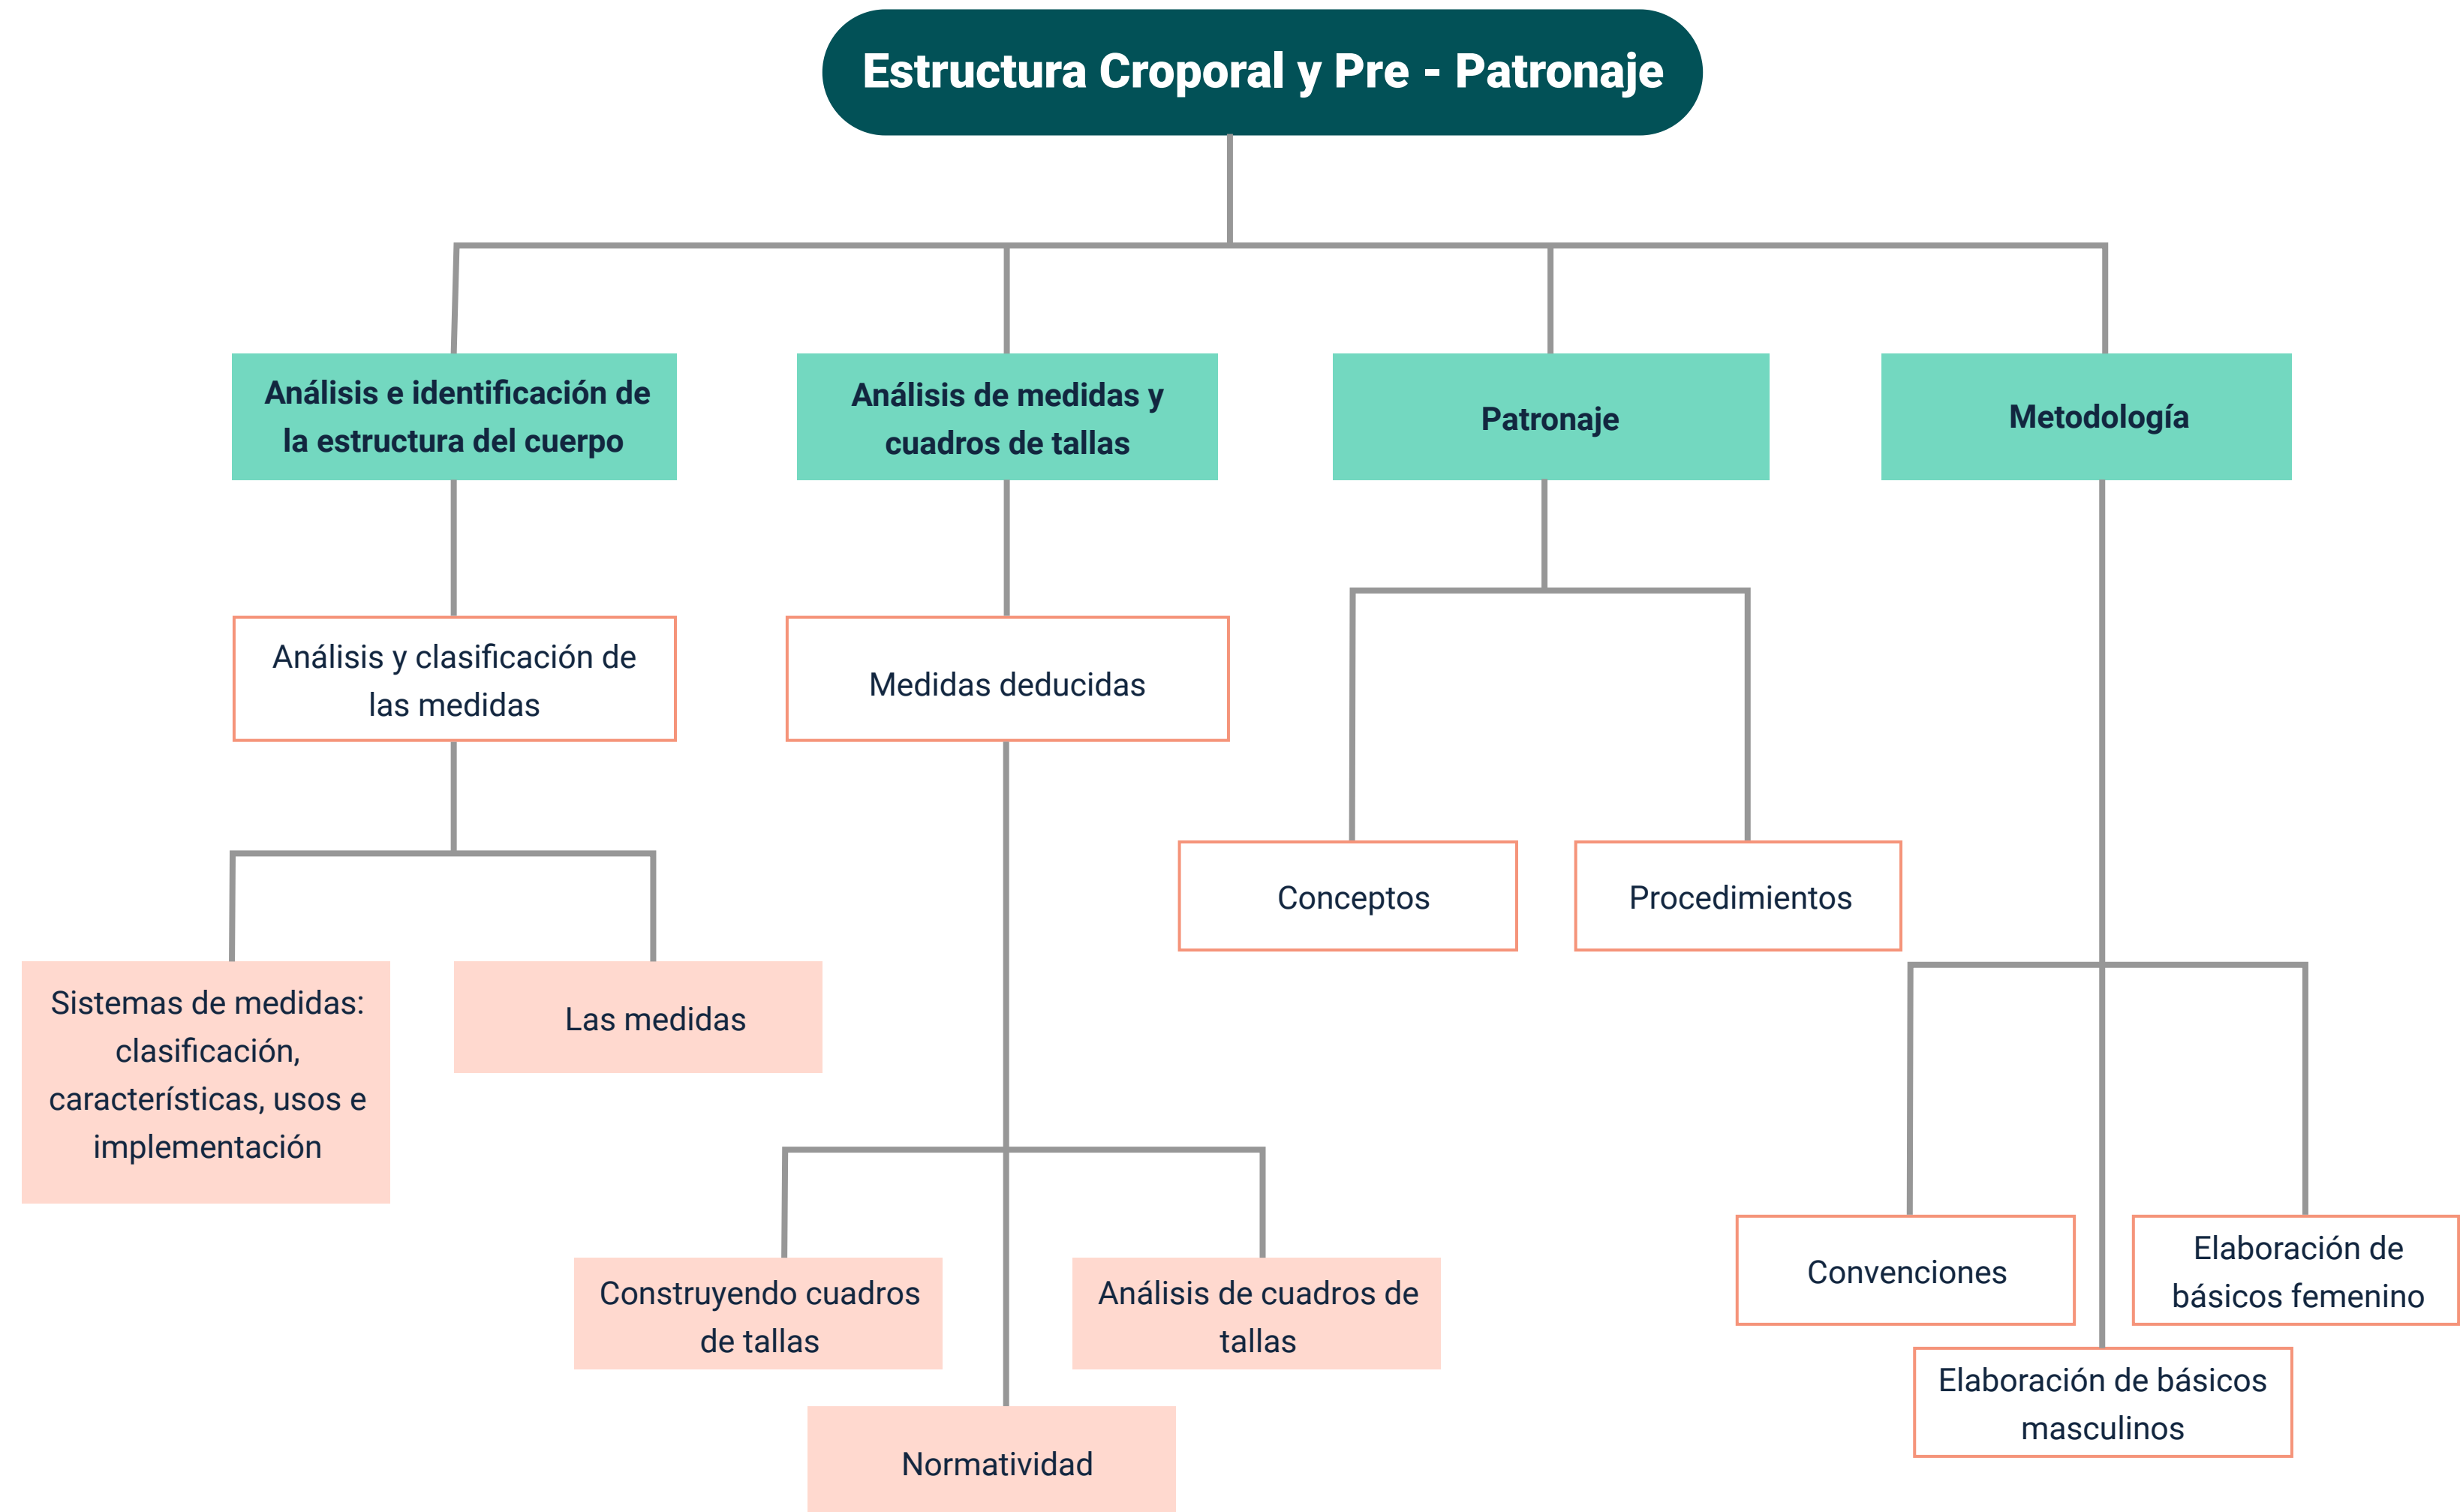 Estructura Croporal y Pre - Patronaje
Análisis e identificación de
la estructura del cuerpo
Análisis de medidas y
cuadros de tallas
Patronaje
Metodología
Análisis y clasificación de
las medidas
Medidas deducidas
Conceptos
Procedimientos
Sistemas de medidas:
clasificación,
características, usos e
implementación
Las medidas
Construyendo cuadros
de tallas
Análisis de cuadros de
tallas
Normatividad
Convenciones
Elaboración de
básicos femenino
Elaboración de básicos
masculinos